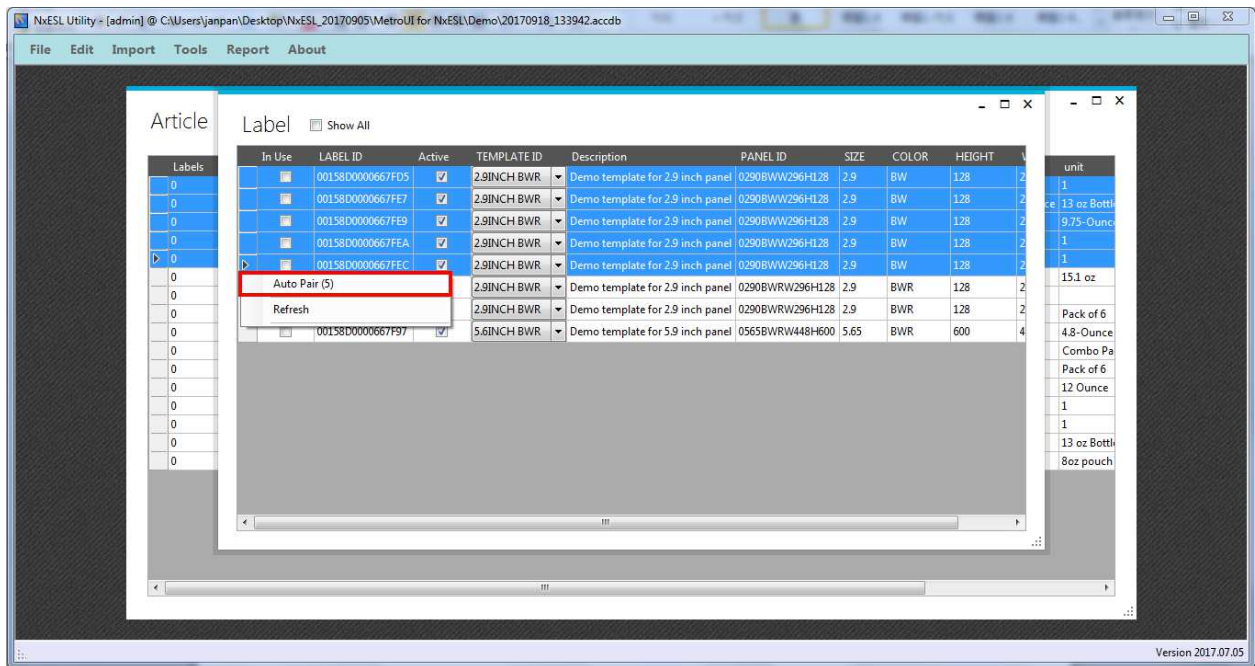 NxESL Utility - [admin] @ C:\Users\janpan\Desktop\NxESL_20170905\MetroUI for NxESL\Demo\20170918_133942.accdb
File Edit Import Tools Report About
Article
Label Show All
Labels unit
In Use LABEL ID Active TEMPLATE ID Description PANEL ID SIZE COLOR HEIGHT
00158D0000667FD5 2.9INCH BWR Demo template for 2.9 inch panel 0290BWW296H128 2.9 BW 128 2
00158D0000667FE7 2.9INCH BWR Demo template for 2.9 inch panel 0290BWW296H128 2.9 BW 128 2
00158D0000667FE9 2.9INCH BWR Demo template for 2.9 inch panel 0290BWW296H128 2.9 BW 128 2
00158D0000667FEA 2.9INCH BWR Demo template for 2.9 inch panel 0290BWW296H128 2.9 BW 128 2
00158D0000667FEC 2.9INCH BWR Demo template for 2.9 inch panel 0290BWW296H128 2.9 BW 128 2
Auto Pair (5) 2.9INCH BWR Demo template for 2.9 inch panel 0290BWRW296H128 2.9 BWR 128 2
Refresh 2.9INCH BWR Demo template for 2.9 inch panel 0290BWRW296H128 2.9 BWR 128 2
00158D0000667F97 5.6INCH BWR Demo template for 5.9 inch panel 0565BWRW448H600 5.65 BWR 600 4
0 1
0 ce 13 oz Bottl
0 9.75-Ounc
0 1
0 1
0 15.1 oz
0
0 Pack of 6
0 4.8-Ounce
0 Combo Pa
0 Pack of 6
0 12 Ounce
0 1
0 1
0 13 oz Bottl
0 8oz pouch
Version 2017.07.05